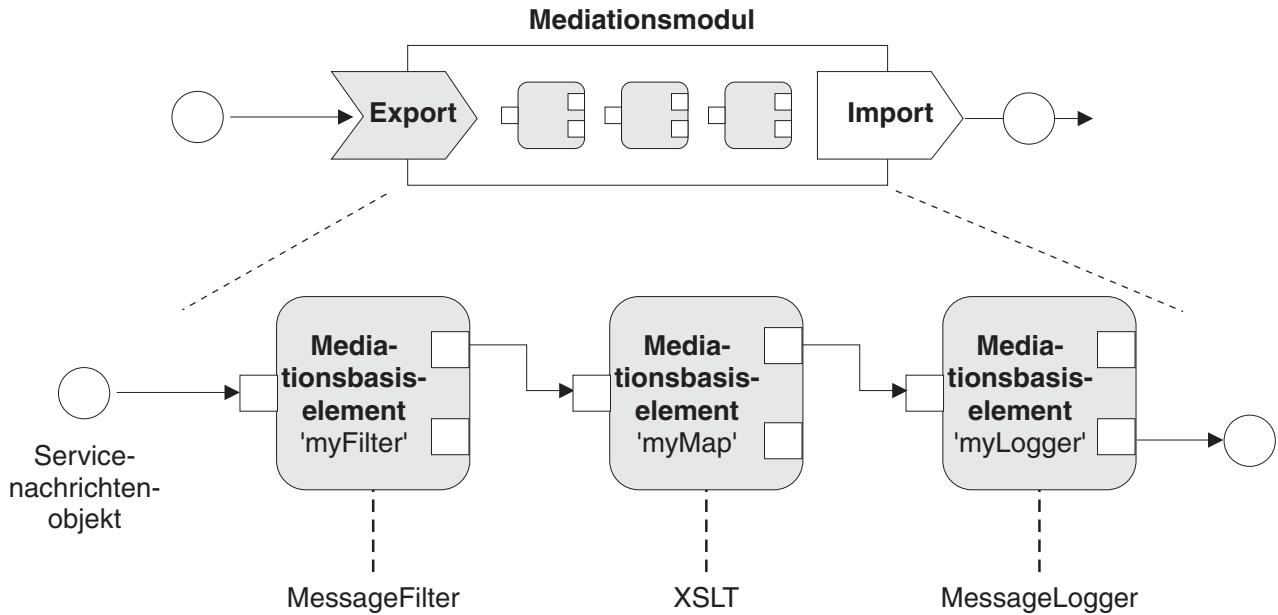 Mediationsmodul
Export
Import
Media-
tionsbasis-
element
'myFilter'
Media-
tionsbasis-
element
'myMap'
Media-
tionsbasis-
element
'myLogger'
Service-
nachrichten-
objekt
MessageFilter
XSLT
MessageLogger